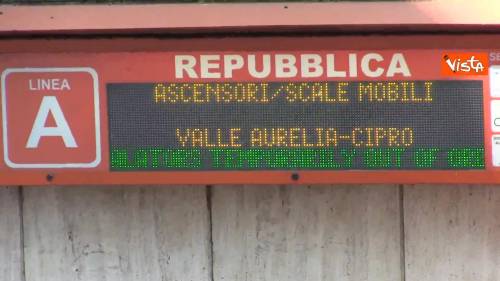 vista
LINEA
A
REPUBBLICA
ASCENSORI/SCALE MOBILI
VALLE AURELIA-CIPRO
TEMPORARILY OUT OF